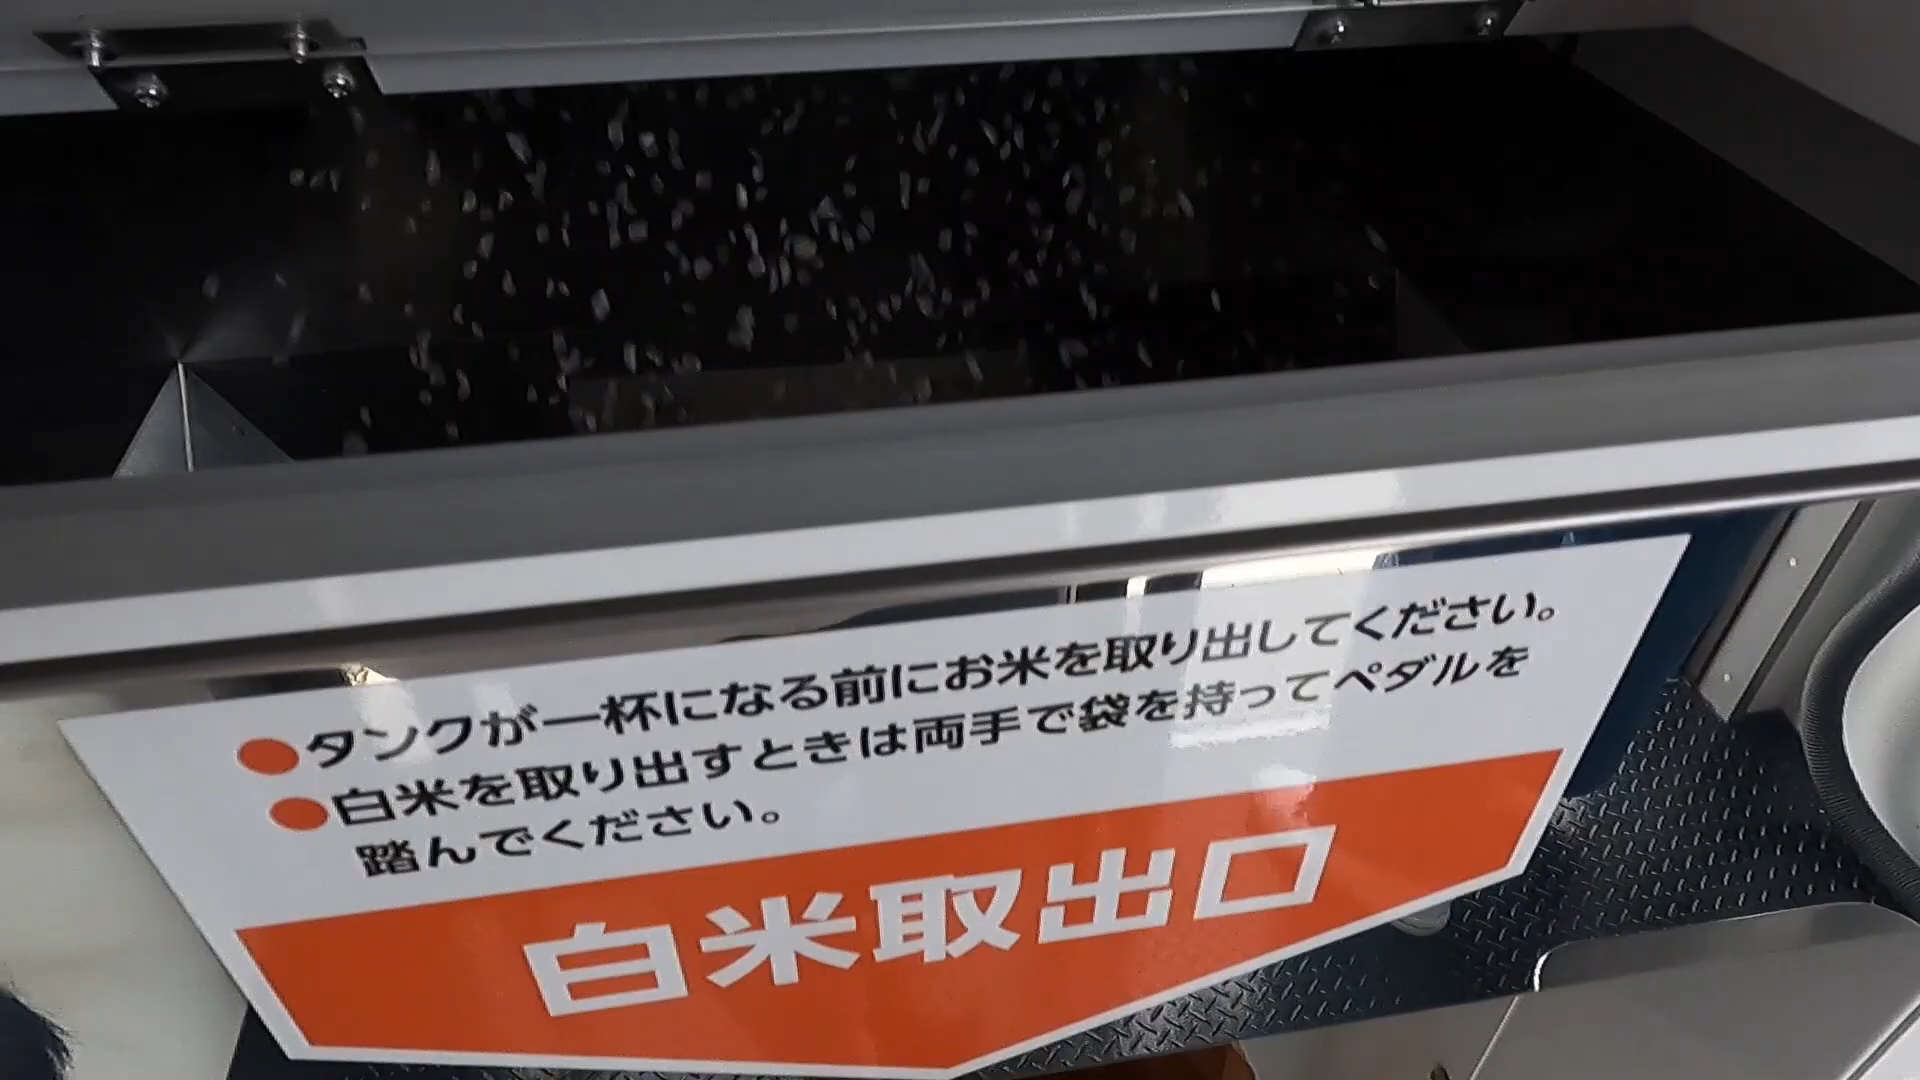 ●タンクが一杯になる前にお米を取り出してください。
●白米を取り出すときは両手で袋を持ってペダルを
踏んでください。
白米取出口